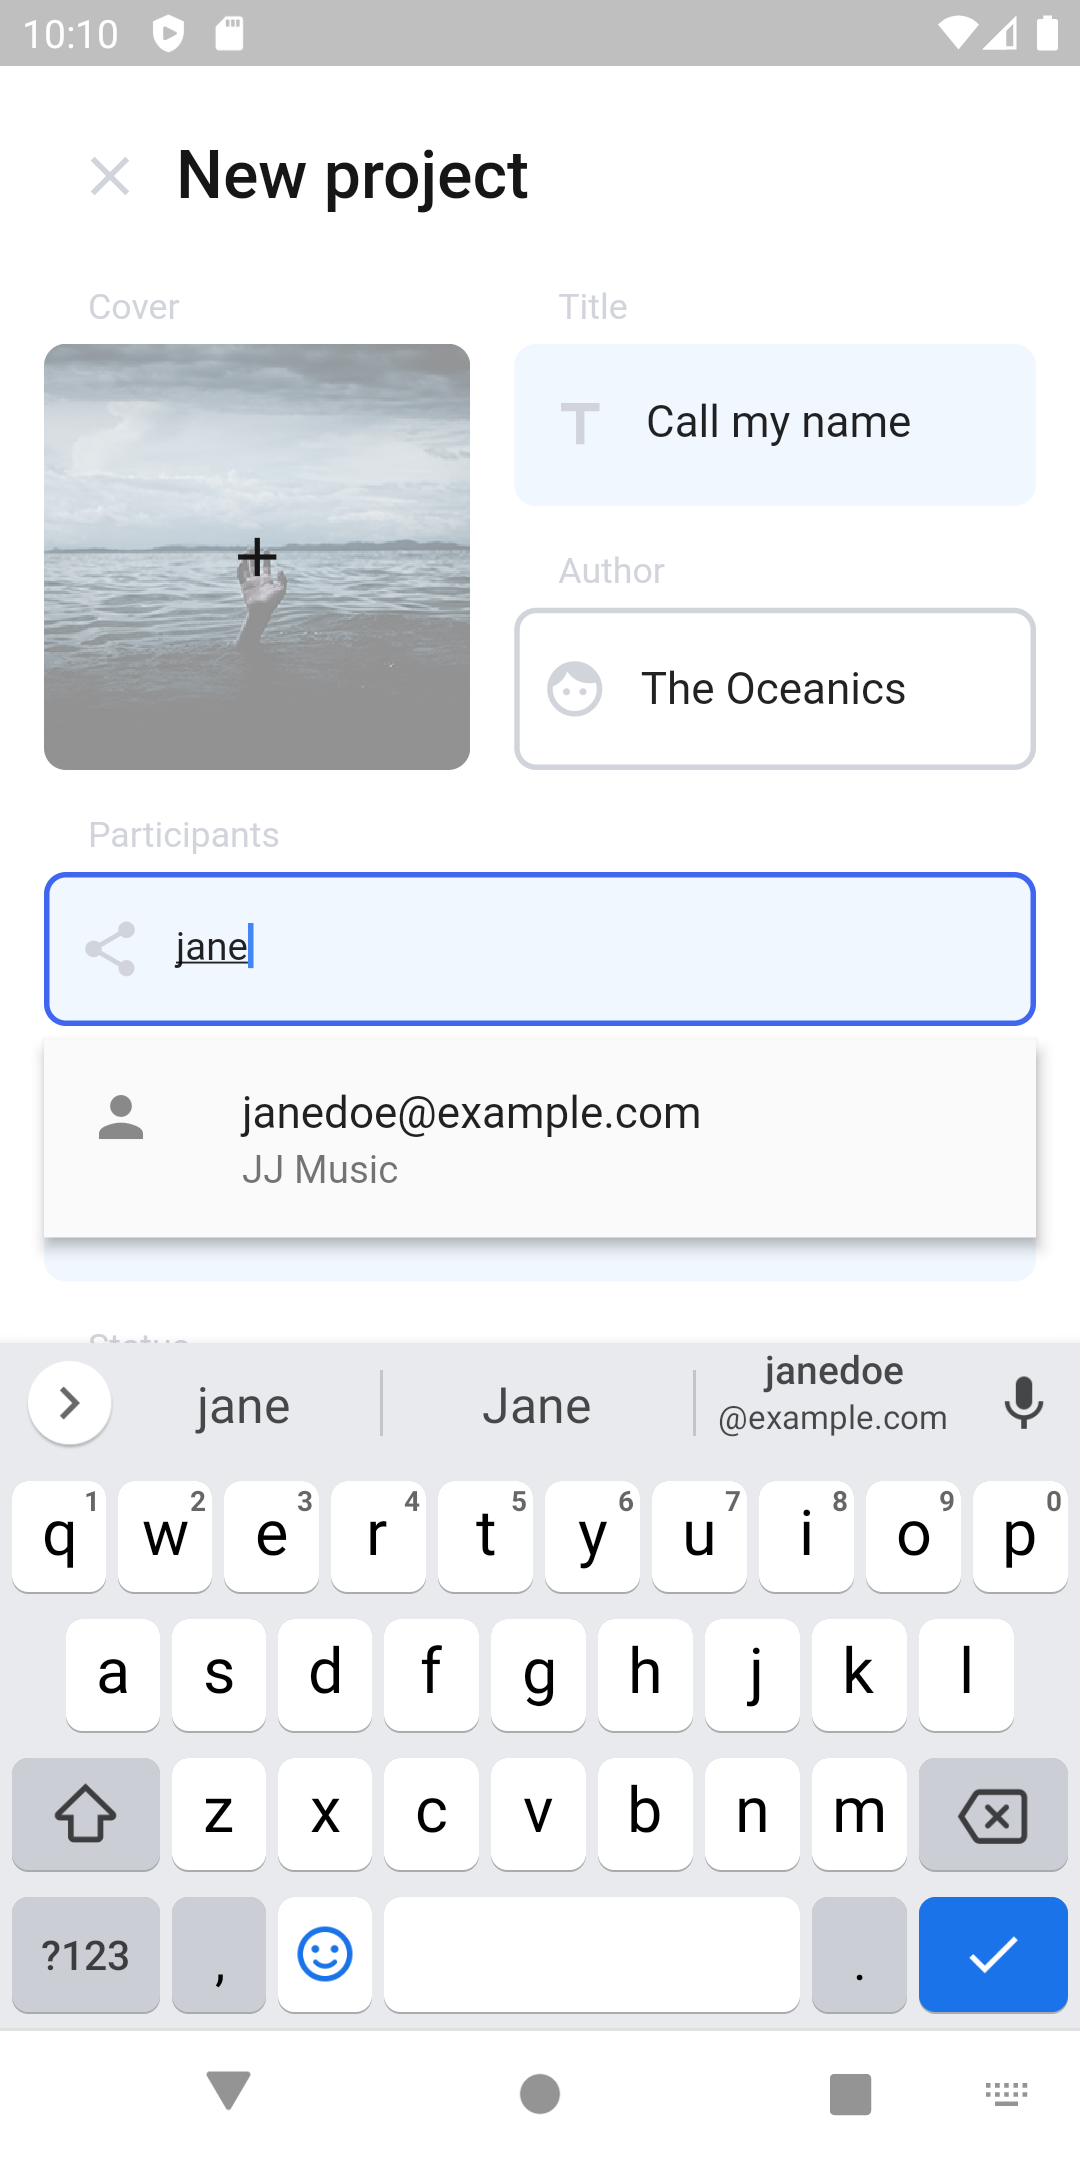 10:10
New project
Cover
Title
Call my name
Author
The Oceanics
Participants
jane
janedoe@example.com
JJ Music
Status
jane
Jane
janedoe
@example.com
q 1 w 2 e 3 r 4 t 5 y 6 u 7 i 8 o 9 p 0
a s d f g h j k l
z x c v b n m
?123 , .